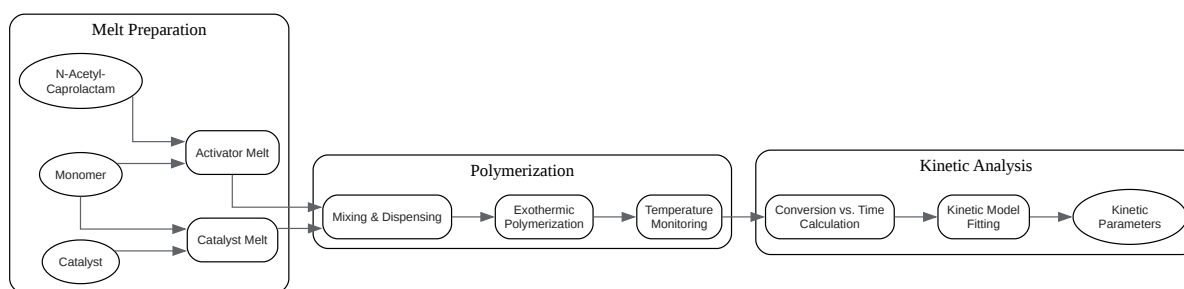 Melt Preparation
N-Acetyl-
Caprolactam
Activator Melt
Monomer
Catalyst Melt
Catalyst
Polymerization
Mixing & Dispensing
Exothermic
Polymerization
Temperature
Monitoring
Kinetic Analysis
Conversion vs. Time
Calculation
Kinetic Model
Fitting
Kinetic
Parameters